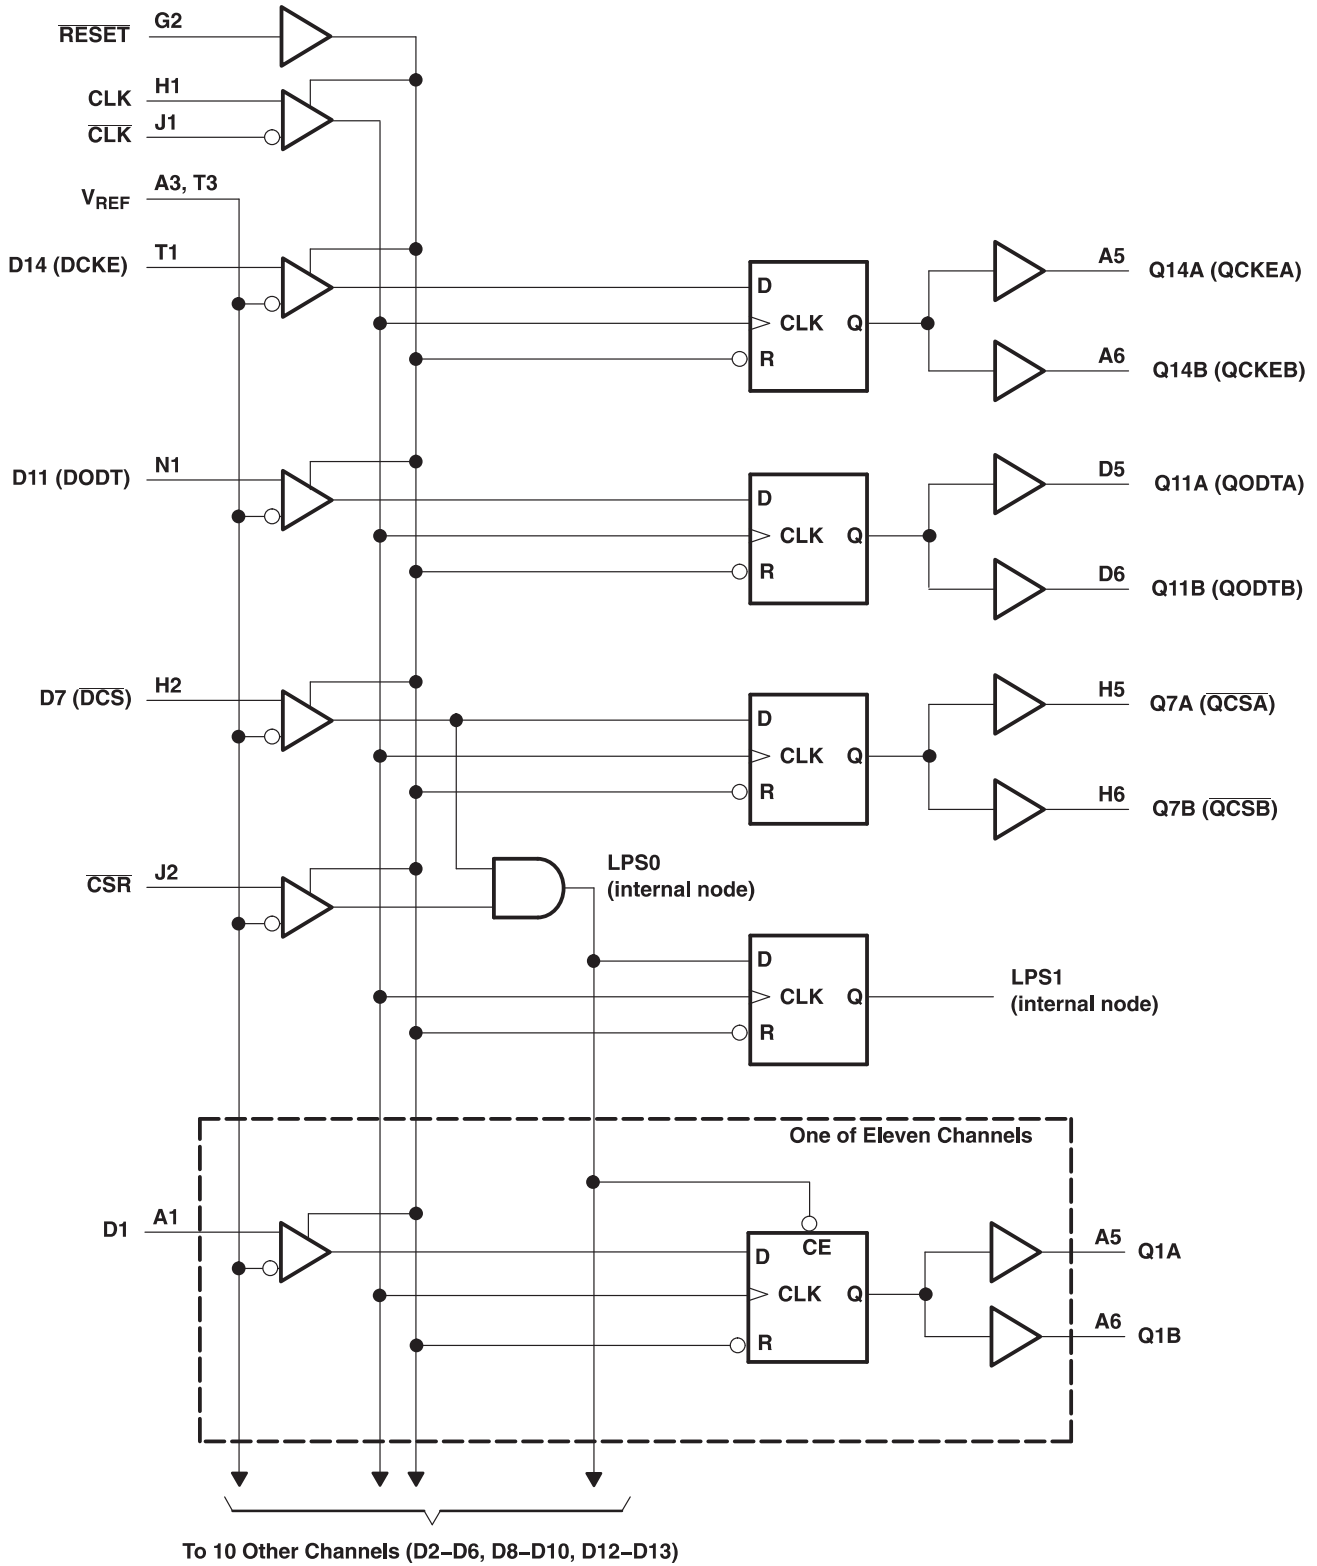 RESET G2
CLK H1
CLK J1
VREF A3, T3
D14 (DCKE) T1
D
CLK Q
R
A5 Q14A (QCKEA)
A6 Q14B (QCKEB)
D11 (DODT) N1
D
CLK Q
R
D5 Q11A (QODTA)
D6 Q11B (QODTB)
D7 (DCS) H2
D
CLK Q
R
H5 Q7A (QCSA)
H6 Q7B (QCSB)
CSR J2
LPS0
(internal node)
D
CLK Q
R
LPS1
(internal node)
One of Eleven Channels
D1 A1
CE
D
CLK Q
R
A5 Q1A
A6 Q1B
To 10 Other Channels (D2–D6, D8–D10, D12–D13)